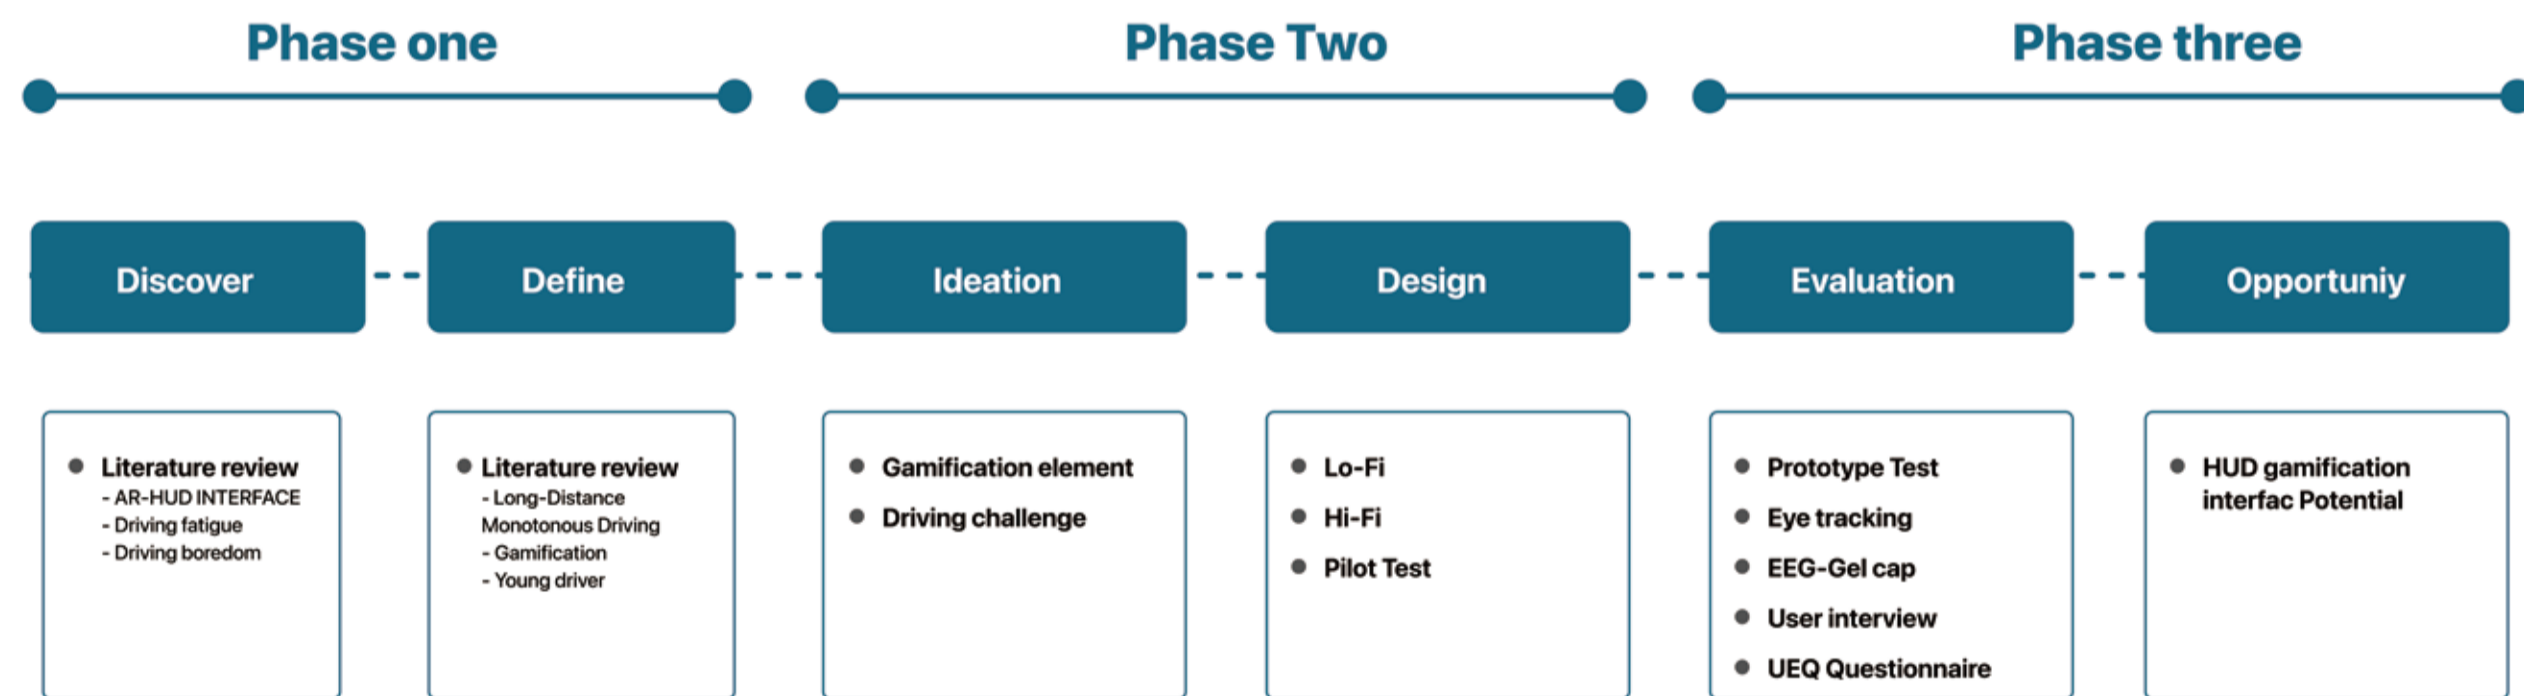 Phase one
Phase Two
Phase three
Discover
Define
Ideation
Design
Evaluation
Opportuniy
Literature review
- AR-HUD INTERFACE
- Driving fatigue
- Driving boredom
Literature review
- Long-Distance
Monotonous Driving
- Gamification
- Young driver
Gamification element
Driving challenge
Lo-Fi
Hi-Fi
Pilot Test
Prototype Test
Eye tracking
EEG-Gel cap
User interview
UEQ Questionnaire
HUD gamification
interfac Potential